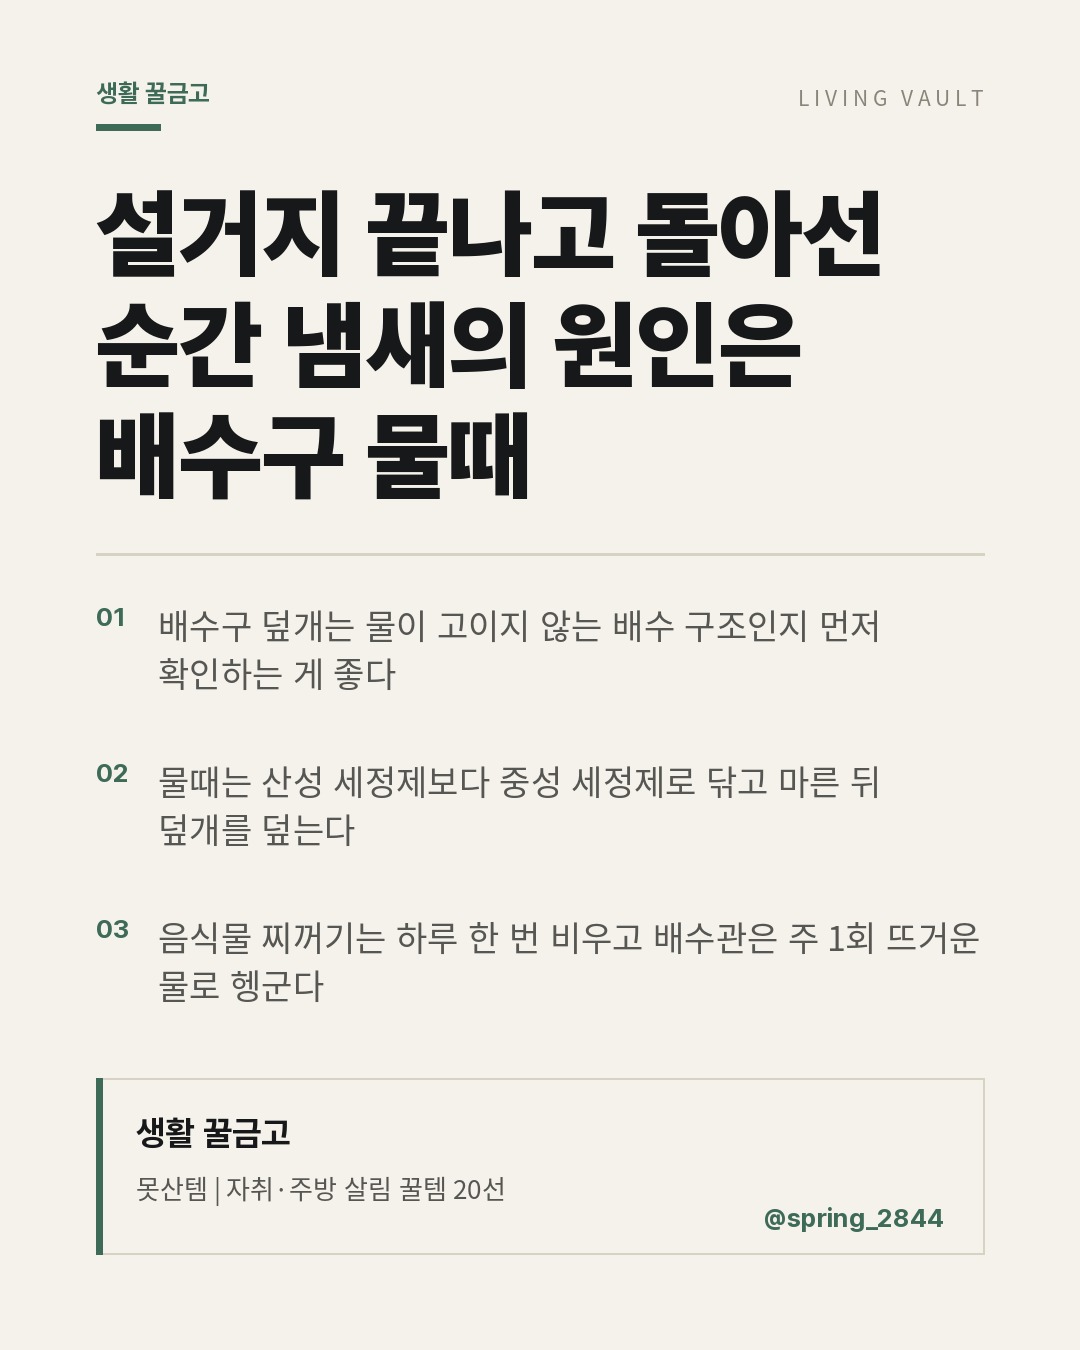 생활 꿀금고
LIVING VAULT
설거지 끝나고 돌아선
순간 냄새의 원인은
배수구 물때
01 배수구 덮개는 물이 고이지 않는 배수 구조인지 먼저
확인하는 게 좋다
02 물때는 산성 세정제보다 중성 세정제로 닦고 마른 뒤
덮개를 덮는다
03 음식물 찌꺼기는 하루 한 번 비우고 배수관은 주 1회 뜨거운
물로 헹군다
생활 꿀금고
못산템 | 자취·주방 살림 꿀템 20선
@spring_2844